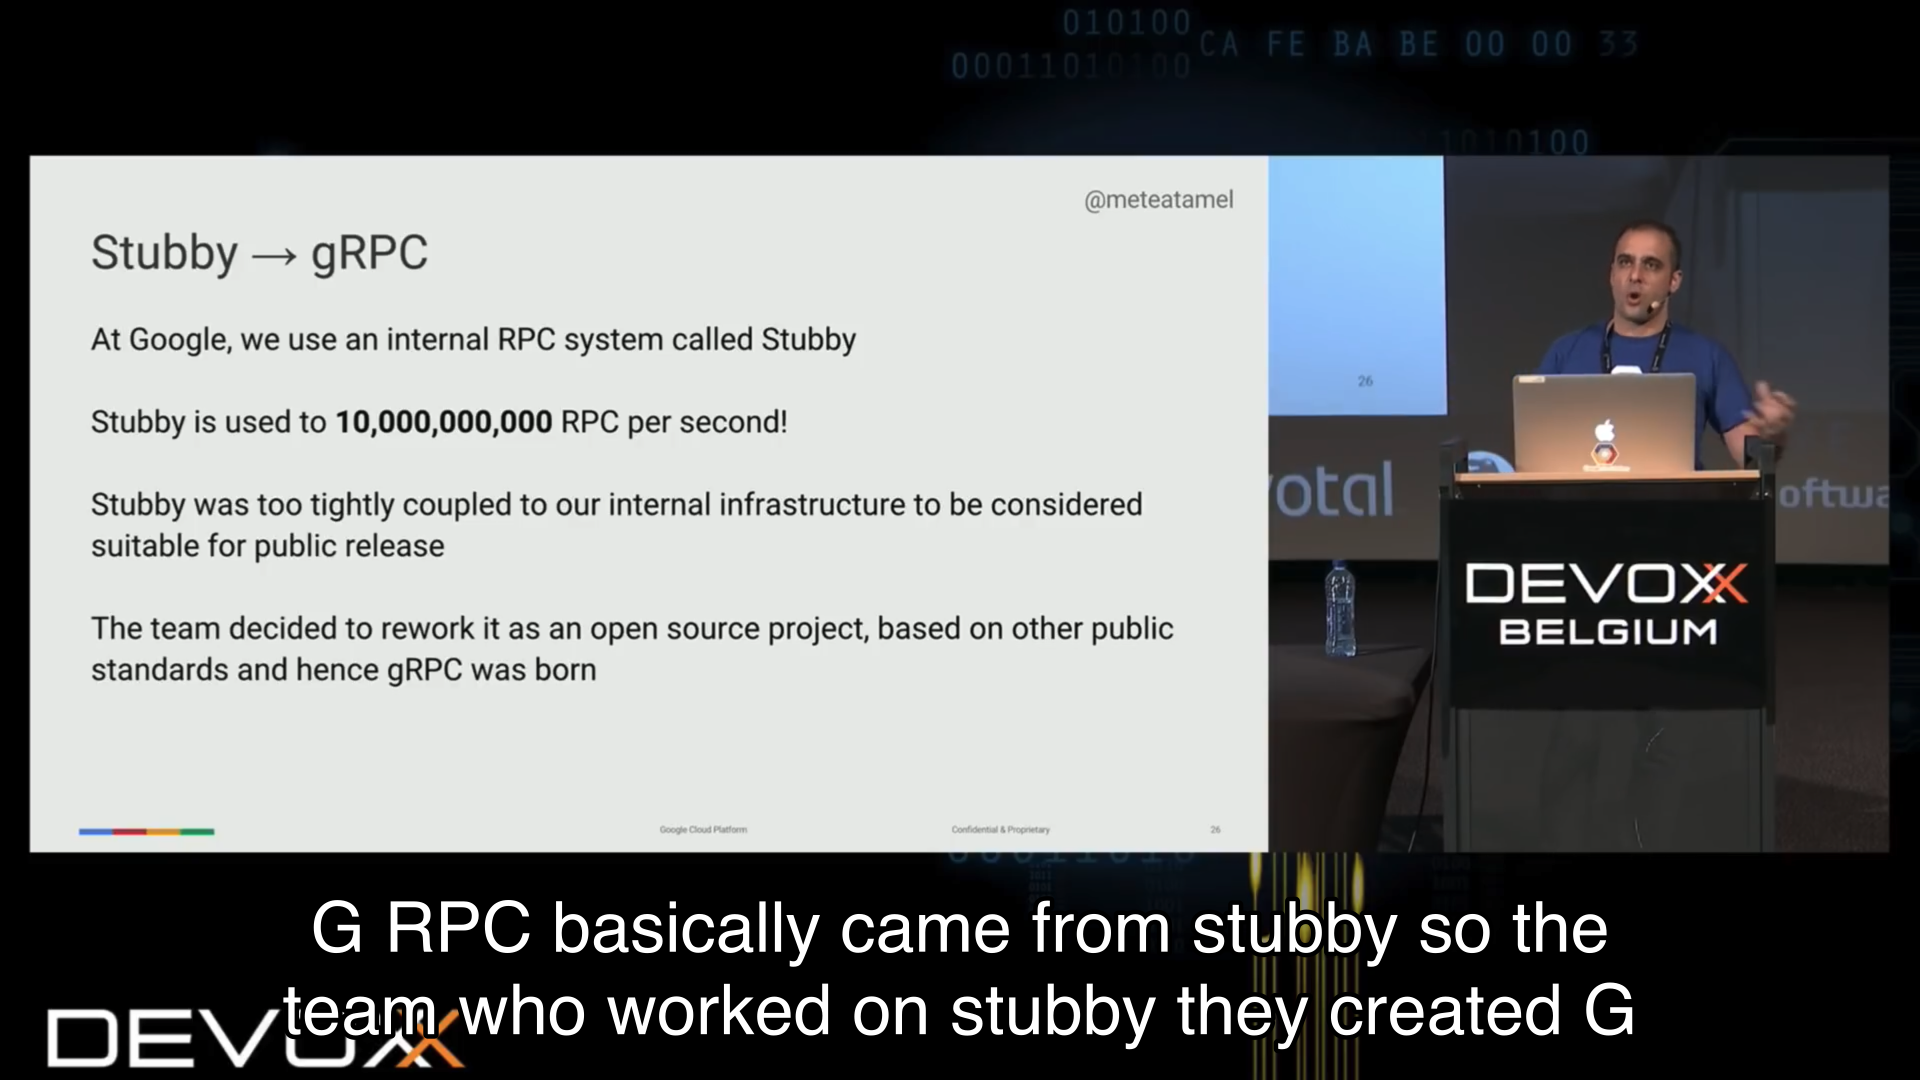 010100
CA FE BA BE 00 00 33
00011010100
1010100
@meteatamel
Stubby → gRPC
At Google, we use an internal RPC system called Stubby
Stubby is used to 10,000,000,000 RPC per second!
Stubby was too tightly coupled to our internal infrastructure to be considered
suitable for public release
The team decided to rework it as an open source project, based on other public
standards and hence gRPC was born
Google Cloud Platform
Confidential & Proprietary
26
26
votal
oftwa
DEVOXX
BELGIUM
G RPC basically came from stubby so the
team who worked on stubby they created G
DEVOXX